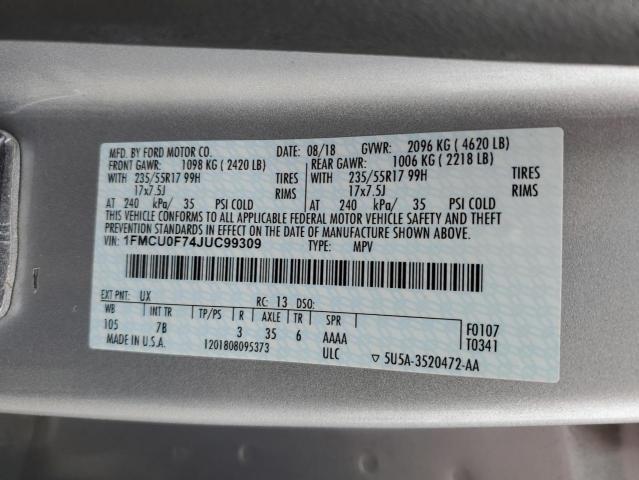 MFD. BY FORD MOTOR CO. DATE: 08/18 GVWR: 2096 KG ( 4620 LB)
FRONT GAWR: 1098 KG ( 2420 LB) REAR GAWR: 1006 KG ( 2218 LB)
WITH 235/55R17 99H TIRES WITH 235/55R17 99H TIRES
17x7.5J RIMS 17x7.5J RIMS
AT 240 kPa/ 35 PSI COLD AT 240 kPa/ 35 PSI COLD
THIS VEHICLE CONFORMS TO ALL APPLICABLE FEDERAL MOTOR VEHICLE SAFETY AND THEFT
PREVENTION STANDARDS IN EFFECT ON THE DATE OF MANUFACTURE SHOWN ABOVE.
VIN: 1FMCU0F74JUC99309 TYPE: MPV
EXT PNT: UX RC: 13 DSO:
WB INT TR TP/PS R AXLE TR SPR F0107
105 7B 3 35 6 AAAA T0341
MADE IN U.S.A. 1201808095373 ULC ▽ 5U5A-3520472-AA